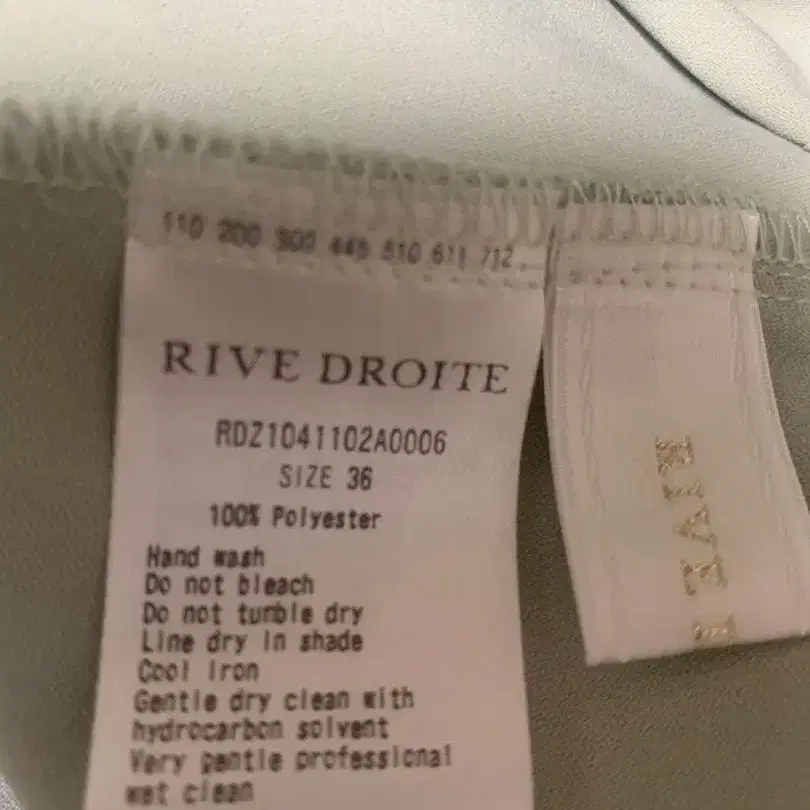 110 200 300 445 510 611 712
RIVE DROITE
RDZ1041102A0006
SIZE 36
100% Polyester
Hand wash
Do not bleach
Do not tumble dry
Line dry in shade
Cool Iron
Gentle dry clean with
hydrocarbon solvent
Very gentle professional
wet clean
RIVE